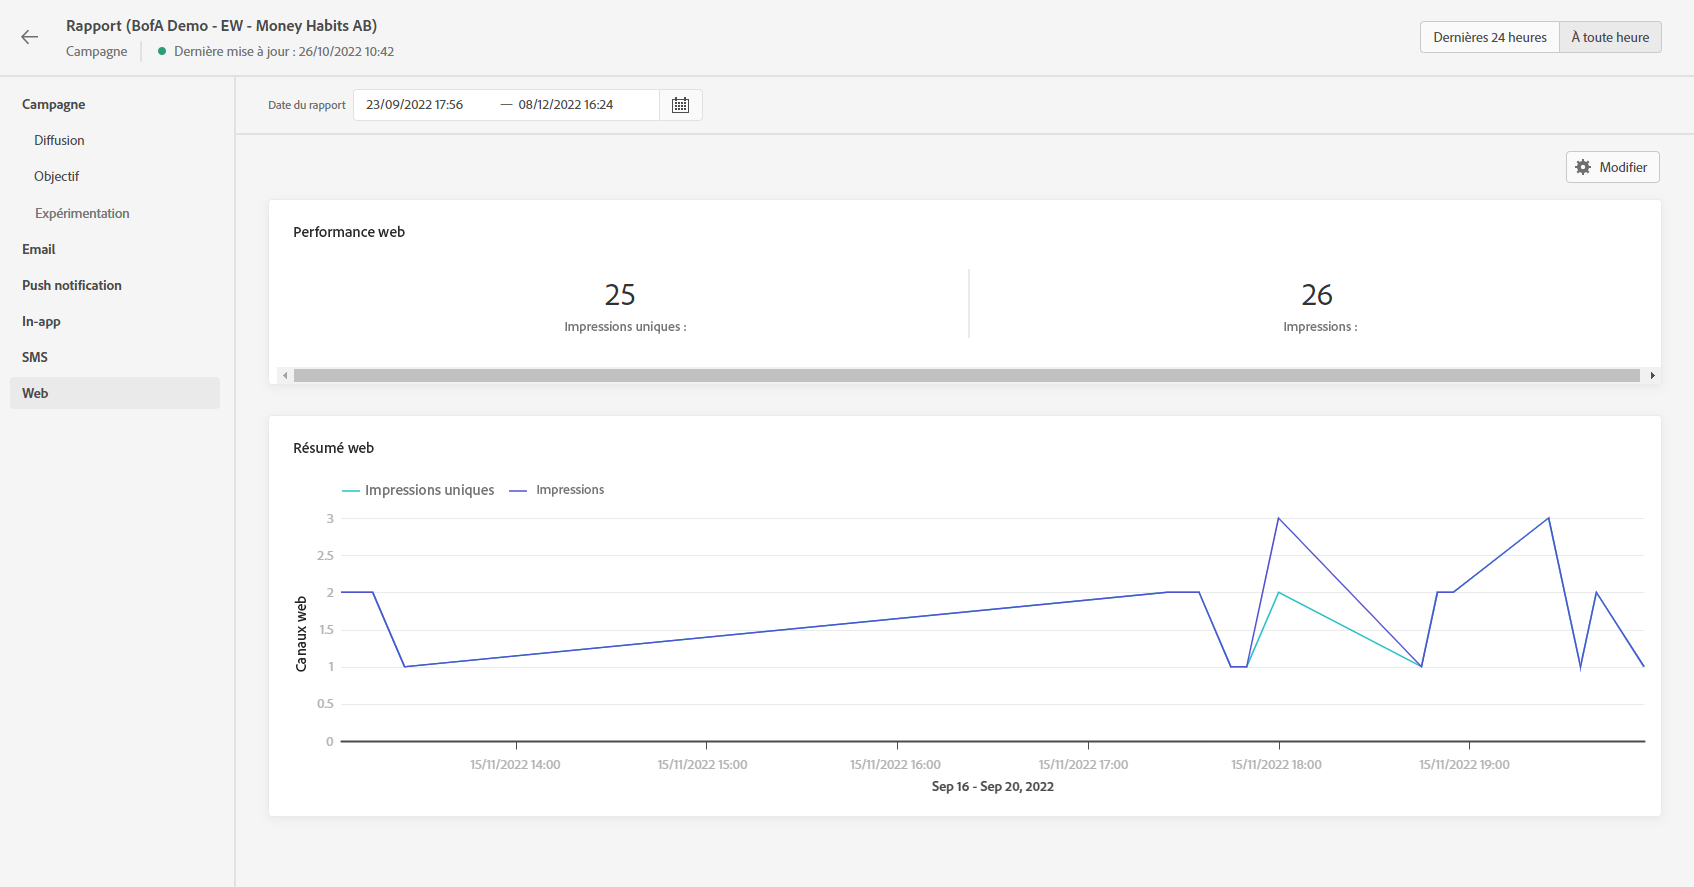 Rapport (BofA Demo - EW - Money Habits AB)
Campagne
Dernière mise à jour : 26/10/2022 10:42
Dernières 24 heures
À toute heure
Campagne
Diffusion
Objectif
Expérimentation
Email
Push notification
In-app
SMS
Web
Date du rapport
23/09/2022 17:56 — 08/12/2022 16:24
Modifier
Performance web
25
Impressions uniques :
26
Impressions :
Résumé web
Impressions uniques
Impressions
3
2.5
2
1.5
1
0.5
0
Canaux web
15/11/2022 14:00
15/11/2022 15:00
15/11/2022 16:00
15/11/2022 17:00
15/11/2022 18:00
15/11/2022 19:00
Sep 16 - Sep 20, 2022